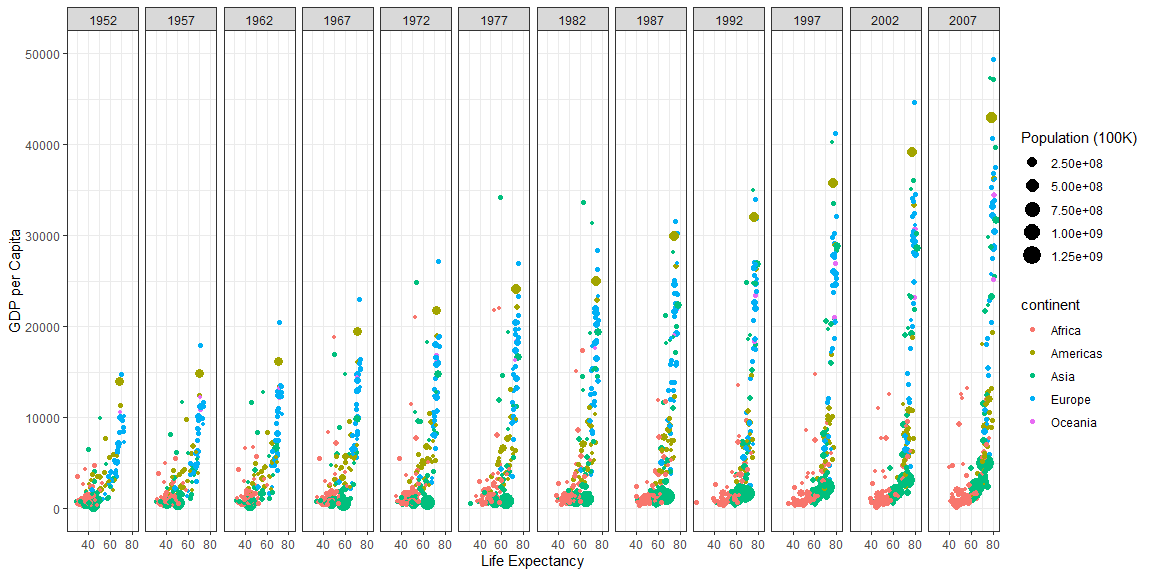 1952 1957 1962 1967 1972 1977 1982 1987 1992 1997 2002 2007
50000
40000
30000
20000
10000
0
GDP per Capita
40 60 80 40 60 80 40 60 80 40 60 80 40 60 80 40 60 80 40 60 80 40 60 80 40 60 80 40 60 80 40 60 80 40 60 80
Life Expectancy
Population (100K)
2.50e+08
5.00e+08
7.50e+08
1.00e+09
1.25e+09
continent
Africa
Americas
Asia
Europe
Oceania